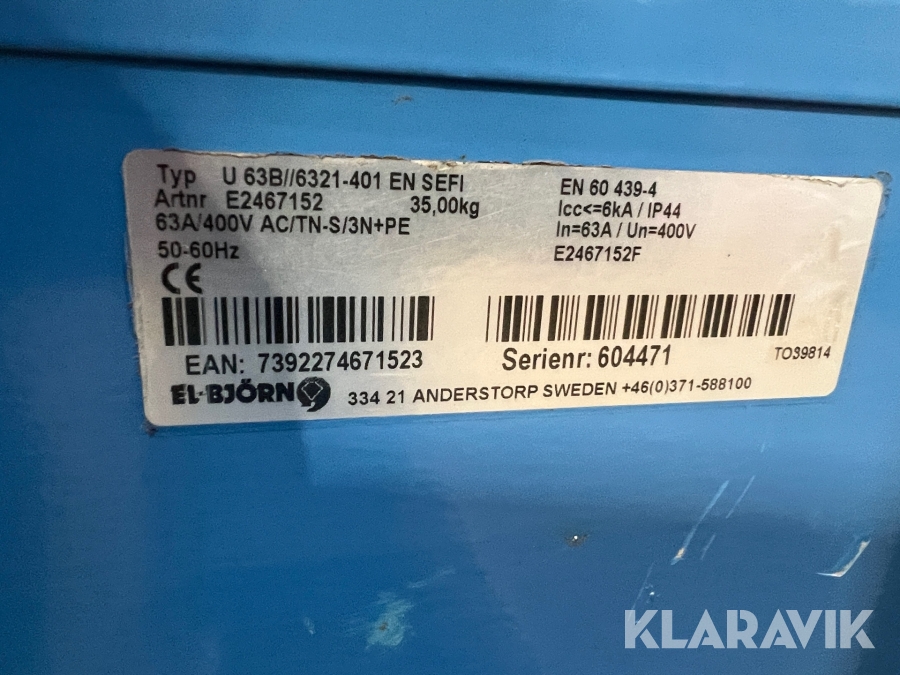 Typ U 63B//6321-401 EN SEFI
Artnr E2467152 35,00kg
63A/400V AC/TN-S/3N+PE
50-60Hz
CE
EN 60 439-4
Icc<=6kA / IP44
In=63A / Un=400V
E2467152F
EAN: 7392274671523
Serienr: 604471
TO39814
EL·BJÖRN 334 21 ANDERSTORP SWEDEN +46(0)371-588100
KLARAVIK